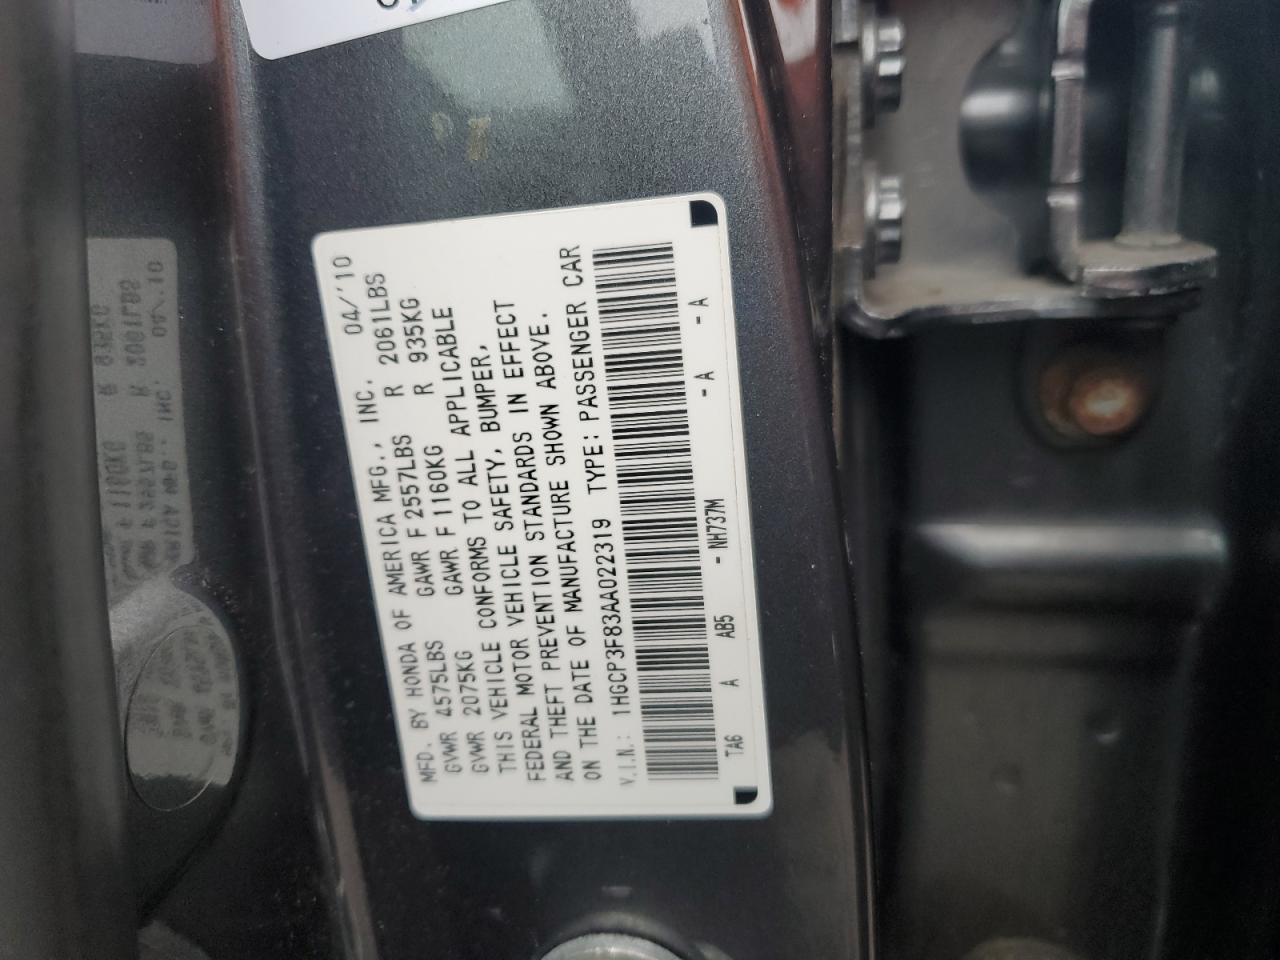 MFD. BY HONDA OF AMERICA MFG., INC. 04/'10
GVWR 4575LBS GAWR F 2557LBS R 2061LBS
GVWR 2075KG GAWR F 1160KG R 935KG
THIS VEHICLE CONFORMS TO ALL APPLICABLE
FEDERAL MOTOR VEHICLE SAFETY, BUMPER,
AND THEFT PREVENTION STANDARDS IN EFFECT
ON THE DATE OF MANUFACTURE SHOWN ABOVE.
V.I.N.: 1HGCP3F83AA022319 TYPE: PASSENGER CAR
TA6 A AB5 - NH737M - A - A